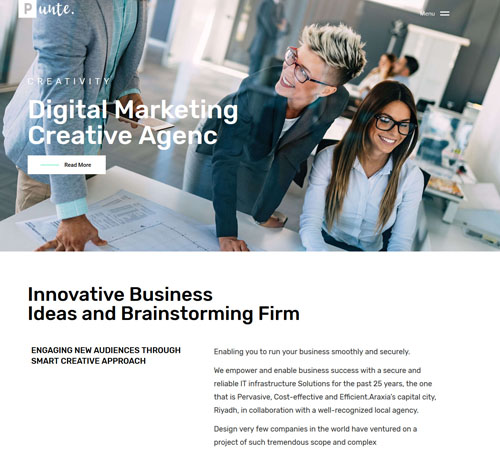 Punte.
Menu
CREATIVITY
Digital Marketing
Creative Agenc
Read More
Innovative Business
Ideas and Brainstorming Firm
ENGAGING NEW AUDIENCES THROUGH
SMART CREATIVE APPROACH
Enabling you to run your business smoothly and securely.
We empower and enable business success with a secure and
reliable IT infrastructure Solutions for the past 25 years, the one
that is Pervasive, Cost-effective and Efficient.Araxia's capital city,
Riyadh, in collaboration with a well-recognized local agency.
Design very few companies in the world have ventured on a
project of such tremendous scope and complex